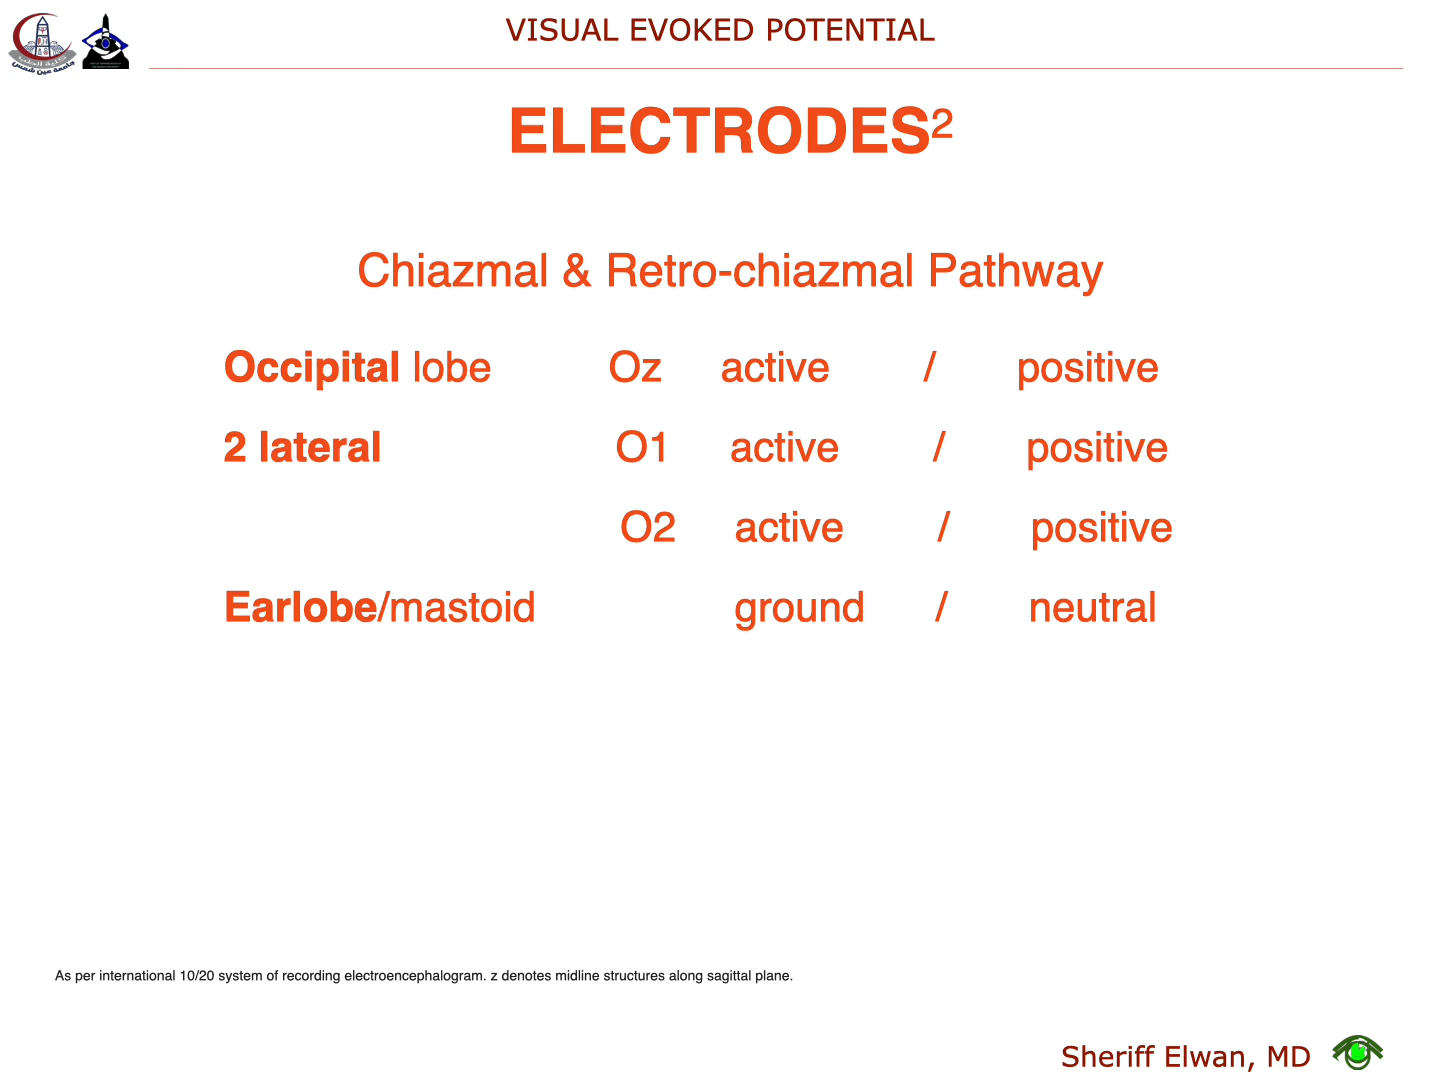 VISUAL EVOKED POTENTIAL
ELECTRODES2
Chiazmal & Retro-chiazmal Pathway
Occipital lobe Oz active / positive
2 lateral O1 active / positive
O2 active / positive
Earlobe/mastoid ground / neutral
As per international 10/20 system of recording electroencephalogram. z denotes midline structures along sagittal plane.
Sheriff Elwan, MD